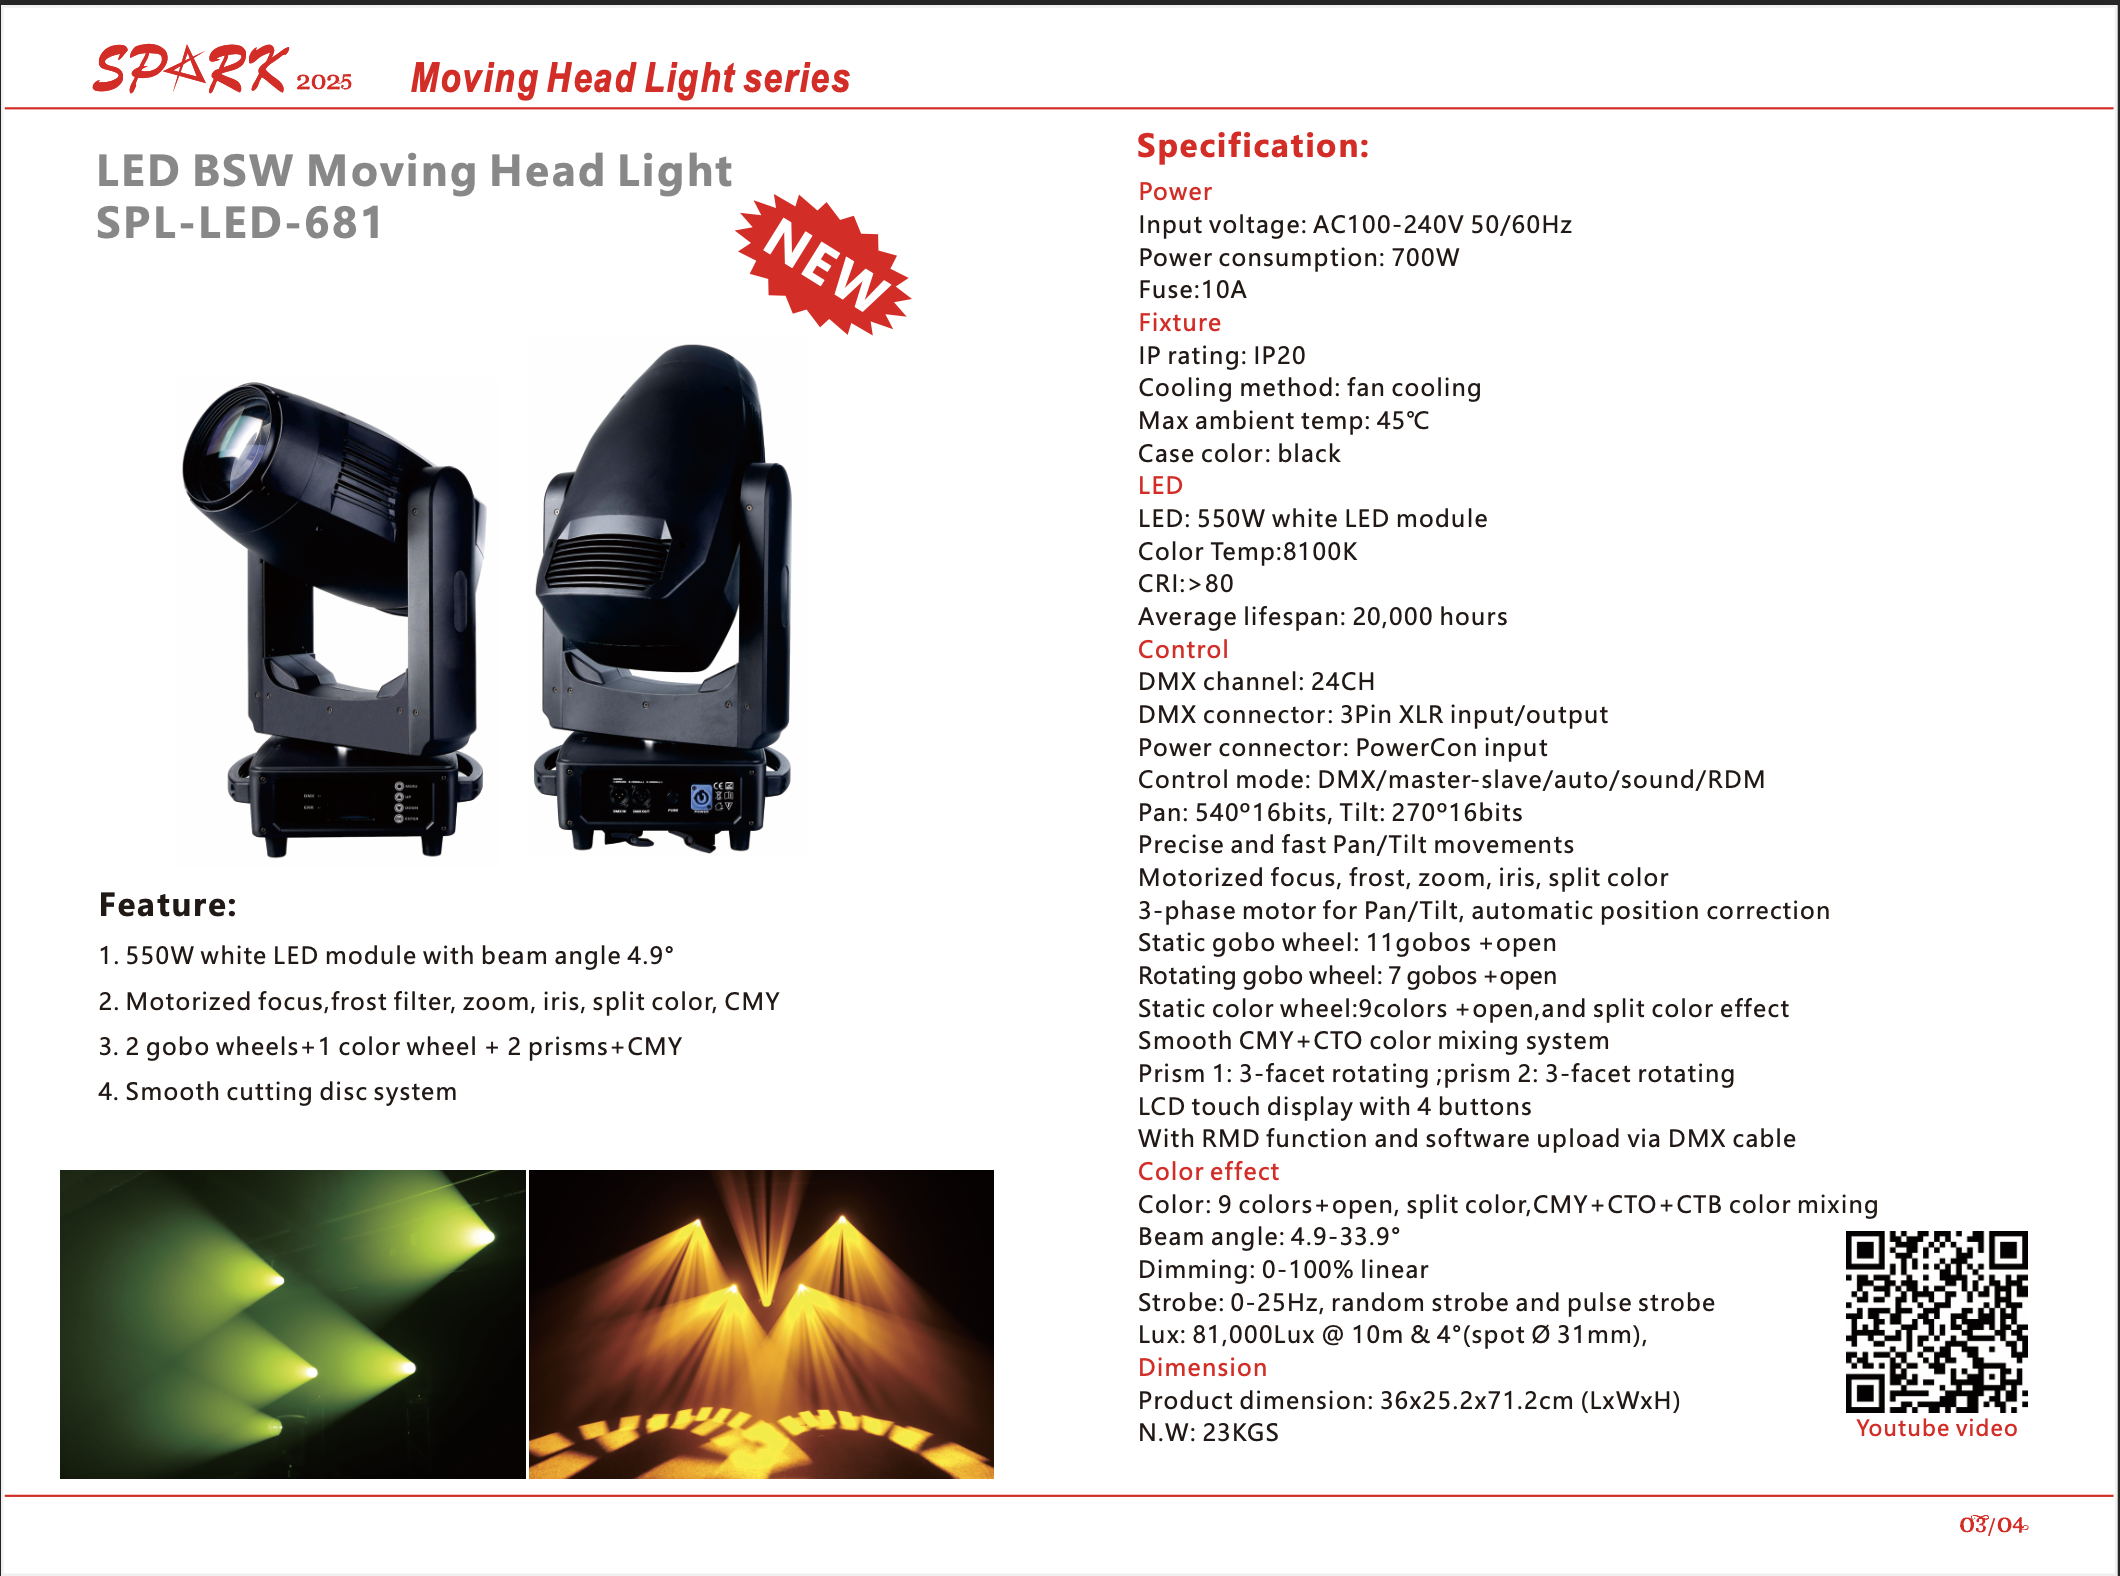 SPARK 2025
Moving Head Light series
LED BSW Moving Head Light
SPL-LED-681
NEW
Feature:
1. 550W white LED module with beam angle 4.9°
2. Motorized focus,frost filter, zoom, iris, split color, CMY
3. 2 gobo wheels+1 color wheel + 2 prisms+CMY
4. Smooth cutting disc system
Specification:
Power
Input voltage: AC100-240V 50/60Hz
Power consumption: 700W
Fuse:10A
Fixture
IP rating: IP20
Cooling method: fan cooling
Max ambient temp: 45℃
Case color: black
LED
LED: 550W white LED module
Color Temp:8100K
CRI:>80
Average lifespan: 20,000 hours
Control
DMX channel: 24CH
DMX connector: 3Pin XLR input/output
Power connector: PowerCon input
Control mode: DMX/master-slave/auto/sound/RDM
Pan: 540º16bits, Tilt: 270º16bits
Precise and fast Pan/Tilt movements
Motorized focus, frost, zoom, iris, split color
3-phase motor for Pan/Tilt, automatic position correction
Static gobo wheel: 11gobos +open
Rotating gobo wheel: 7 gobos +open
Static color wheel:9colors +open,and split color effect
Smooth CMY+CTO color mixing system
Prism 1: 3-facet rotating ;prism 2: 3-facet rotating
LCD touch display with 4 buttons
With RMD function and software upload via DMX cable
Color effect
Color: 9 colors+open, split color,CMY+CTO+CTB color mixing
Beam angle: 4.9-33.9°
Dimming: 0-100% linear
Strobe: 0-25Hz, random strobe and pulse strobe
Lux: 81,000Lux @ 10m & 4°(spot Ø 31mm),
Dimension
Product dimension: 36x25.2x71.2cm (LxWxH)
N.W: 23KGS
Youtube video
03/04